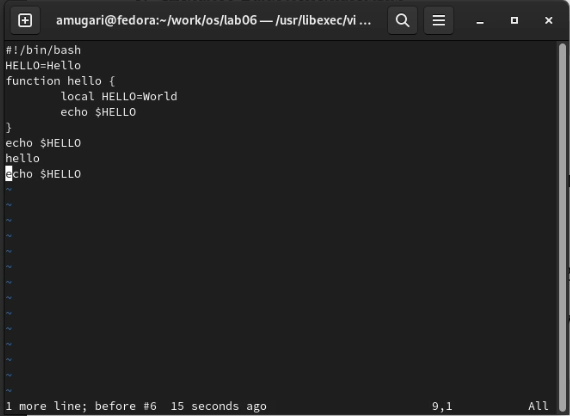 amugari@fedora:~/work/os/lab06 — /usr/libexec/vi ...
#!/bin/bash
HELLO=Hello
function hello {
        local HELLO=World
        echo $HELLO
}
echo $HELLO
hello
echo $HELLO
~
~
~
~
~
~
~
~
~
~
~
~
~
~
1 more line; before #6  15 seconds ago                        9,1           All